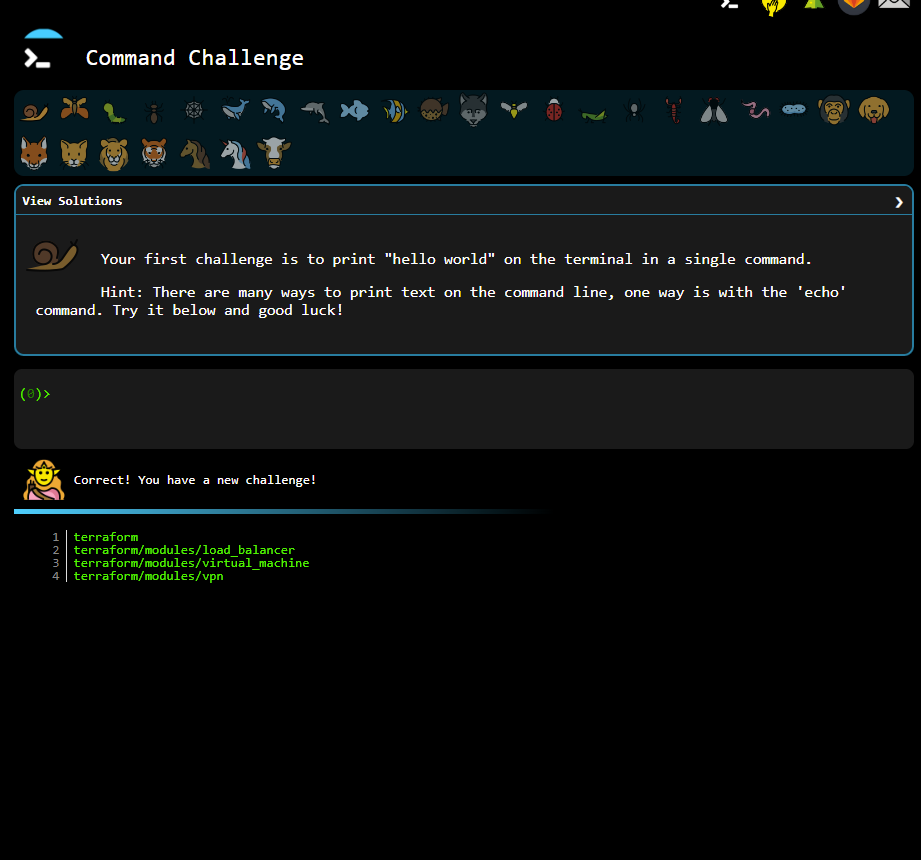 Command Challenge
View Solutions
Your first challenge is to print "hello world" on the terminal in a single command.
Hint: There are many ways to print text on the command line, one way is with the 'echo'
command. Try it below and good luck!
(0)>
Correct! You have a new challenge!
1 terraform
2 terraform/modules/load_balancer
3 terraform/modules/virtual_machine
4 terraform/modules/vpn